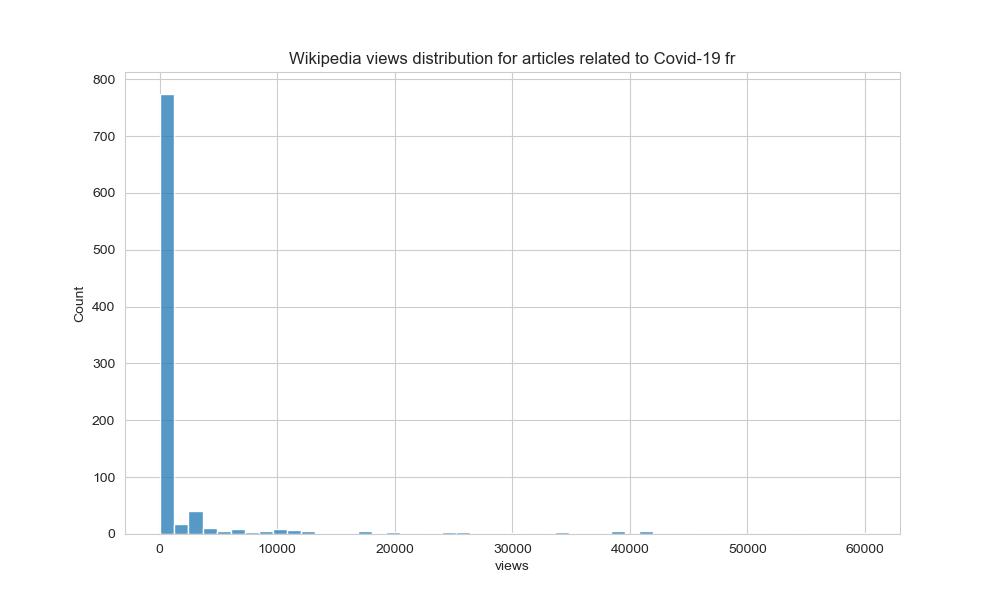 Wikipedia views distribution for articles related to Covid-19 fr
800
700
600
500
400
300
200
100
0
Count
0 10000 20000 30000 40000 50000 60000
views